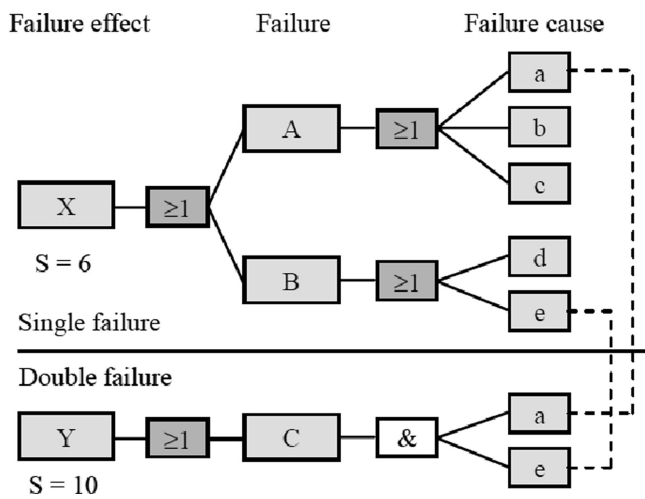 Failure effect Failure Failure cause
a
A ≥1 b
c
X ≥1
S = 6
d
B ≥1
e
Single failure
Double failure
a
Y ≥1 C &
e
S = 10